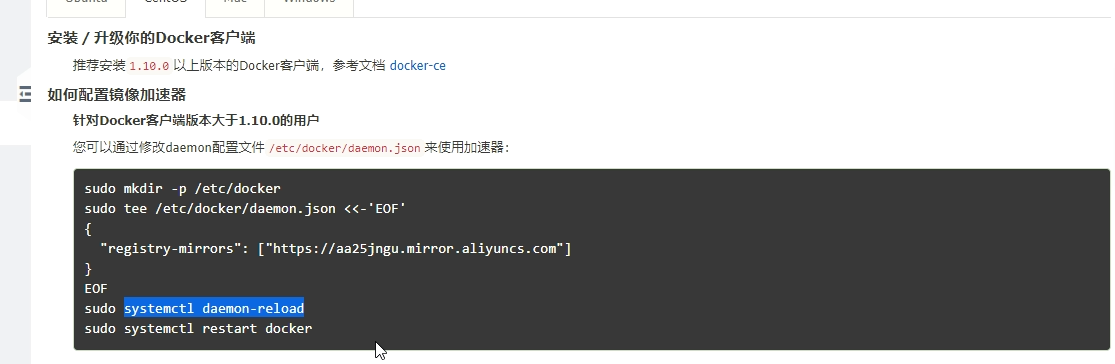 Ubuntu CentOS Mac Windows
安装 / 升级你的Docker客户端
推荐安装 1.10.0 以上版本的Docker客户端，参考文档 docker-ce
如何配置镜像加速器
针对Docker客户端版本大于1.10.0的用户
您可以通过修改daemon配置文件 /etc/docker/daemon.json 来使用加速器：
sudo mkdir -p /etc/docker
sudo tee /etc/docker/daemon.json <<-'EOF'
{
  "registry-mirrors": ["https://aa25jngu.mirror.aliyuncs.com"]
}
EOF
sudo systemctl daemon-reload
sudo systemctl restart docker